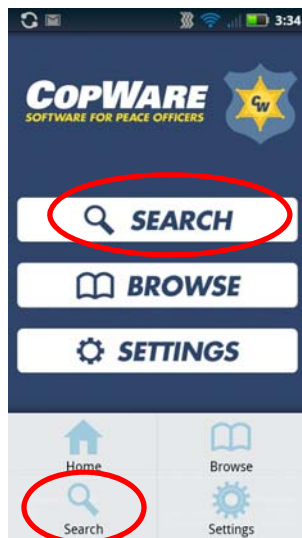 3:34
COPWARE
SOFTWARE FOR PEACE OFFICERS
CW
SEARCH
BROWSE
SETTINGS
Home
Browse
Search
Settings